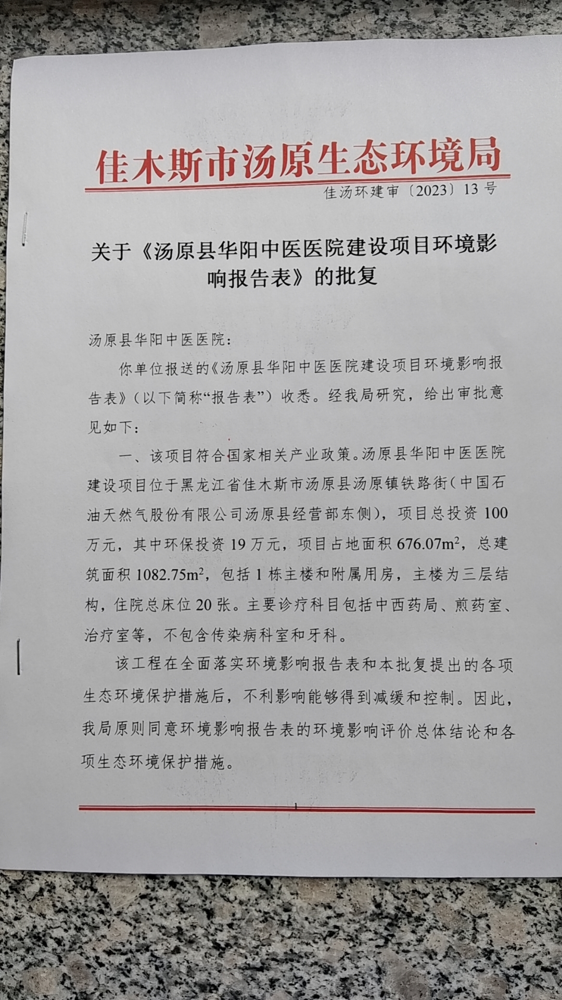 佳木斯市汤原生态环境局
佳汤环建审〔2023〕13 号
关于《汤原县华阳中医医院建设项目环境影
响报告表》的批复
汤原县华阳中医医院：
你单位报送的《汤原县华阳中医医院建设项目环境影响报
告表》（以下简称“报告表”）收悉。经我局研究，给出审批意
见如下：
一、该项目符合国家相关产业政策。汤原县华阳中医医院
建设项目位于黑龙江省佳木斯市汤原县汤原镇铁路街（中国石
油天然气股份有限公司汤原县经营部东侧），项目总投资 100
万元，其中环保投资 19 万元，项目占地面积 676.07m²，总建
筑面积 1082.75m²，包括 1 栋主楼和附属用房，主楼为三层结
构，住院总床位 20 张。主要诊疗科目包括中西药局、煎药室、
治疗室等，不包含传染病科室和牙科。
该工程在全面落实环境影响报告表和本批复提出的各项
生态环境保护措施后，不利影响能够得到减缓和控制。因此，
我局原则同意环境影响报告表的环境影响评价总体结论和各
项生态环境保护措施。
1